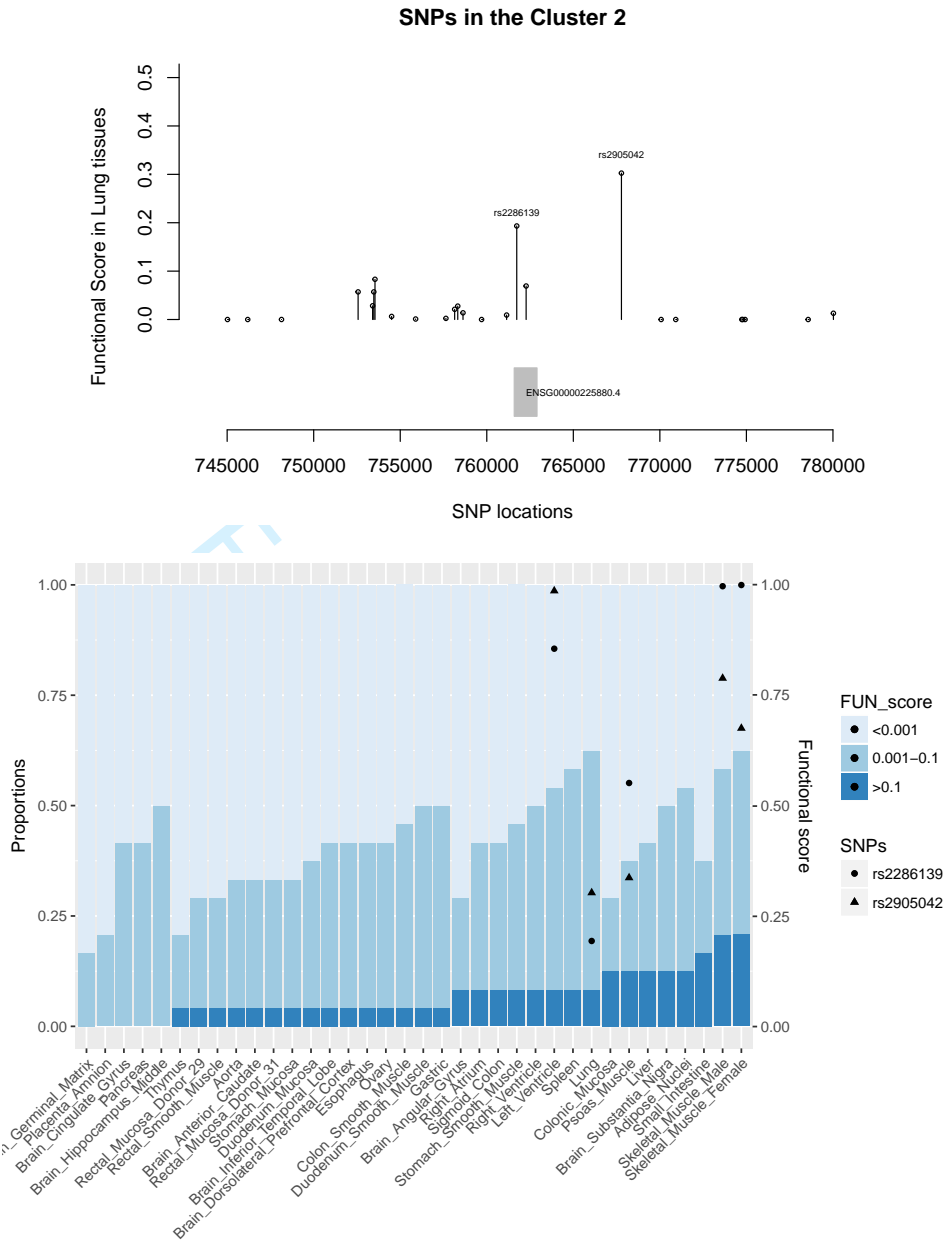 SNPs in the Cluster 2
Functional Score in Lung tissues
0.5
0.4
0.3
0.2
0.1
0.0
rs2905042
rs2286139
ENSG00000225880.4
745000 750000 755000 760000 765000 770000 775000 780000
SNP locations
Proportions
1.00
0.75
0.50
0.25
0.00
1.00
0.75
0.50
0.25
0.00
Functional score
FUN_score
<0.001
0.001−0.1
>0.1
SNPs
rs2286139
rs2905042
n_Germinal_Matrix
Placenta_Amnion
Brain_Cingulate_Gyrus
Pancreas
Brain_Hippocampus_Middle
Thymus
Rectal_Mucosa_Donor_29
Rectal_Smooth_Muscle
Aorta
Brain_Anterior_Caudate
Rectal_Mucosa_Donor_31
Stomach_Mucosa
Duodenum_Mucosa
Brain_Inferior_Temporal_Lobe
Brain_Dorsolateral_Prefrontal_Cortex
Esophagus
Ovary
Colon_Smooth_Muscle
Duodenum_Smooth_Muscle
Gastric
Brain_Angular_Gyrus
Right_Atrium
Sigmoid_Colon
Stomach_Smooth_Muscle
Right_Ventricle
Left_Ventricle
Spleen
Lung
Colonic_Mucosa
Psoas_Muscle
Liver
Brain_Substantia_Nigra
Adipose_Nuclei
Small_Intestine
Skeletal_Muscle_Male
Skeletal_Muscle_Female